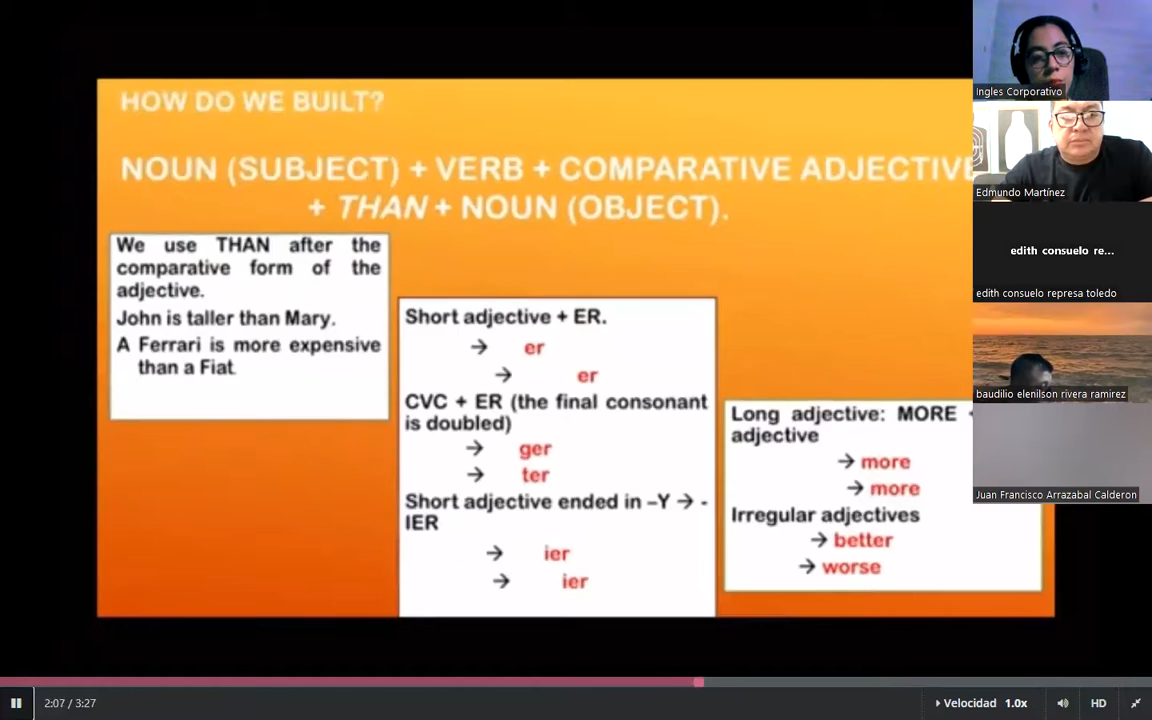 HOW DO WE BUILT?
NOUN (SUBJECT) + VERB + COMPARATIVE ADJECTIVE
+ THAN + NOUN (OBJECT).
We use THAN after the
comparative form of the
adjective.
John is taller than Mary.
A Ferrari is more expensive
than a Fiat
Short adjective + ER.
→ er
→ er
CVC + ER (the final consonant
is doubled)
→ ger
→ ter
Short adjective ended in –Y → -
IER
→ ier
→ ier
Long adjective: MORE
adjective
→ more
→ more
Irregular adjectives
→ better
→ worse
Ingles Corporativo
Edmundo Martínez
edith consuelo re...
edith consuelo represa toledo
baudilio elenilson rivera ramirez
Juan Francisco Arrazabal Calderon
2:07 / 3:27
Velocidad 1.0x
HD